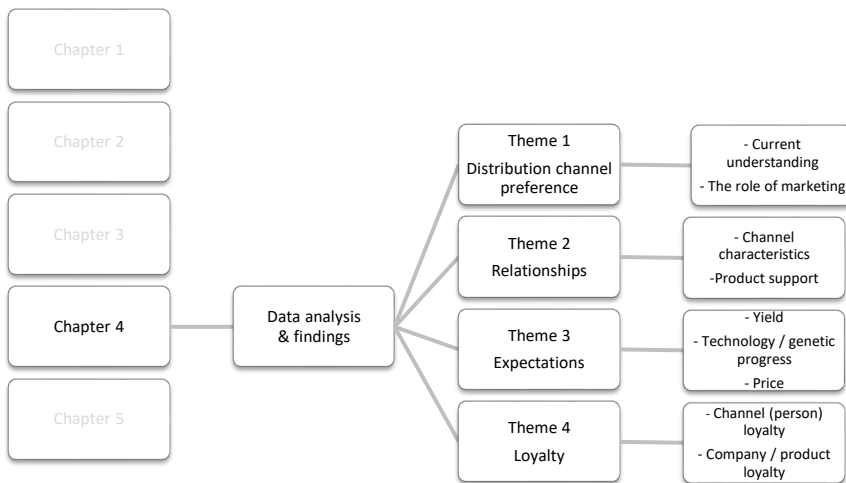 Chapter 1
Chapter 2
Chapter 3
Chapter 4
Chapter 5
Data analysis
& findings
Theme 1
Distribution channel
preference
Theme 2
Relationships
Theme 3
Expectations
Theme 4
Loyalty
- Current
understanding
- The role of marketing
- Channel
characteristics
-Product support
- Yield
- Technology / genetic
progress
- Price
- Channel (person)
loyalty
- Company / product
loyalty